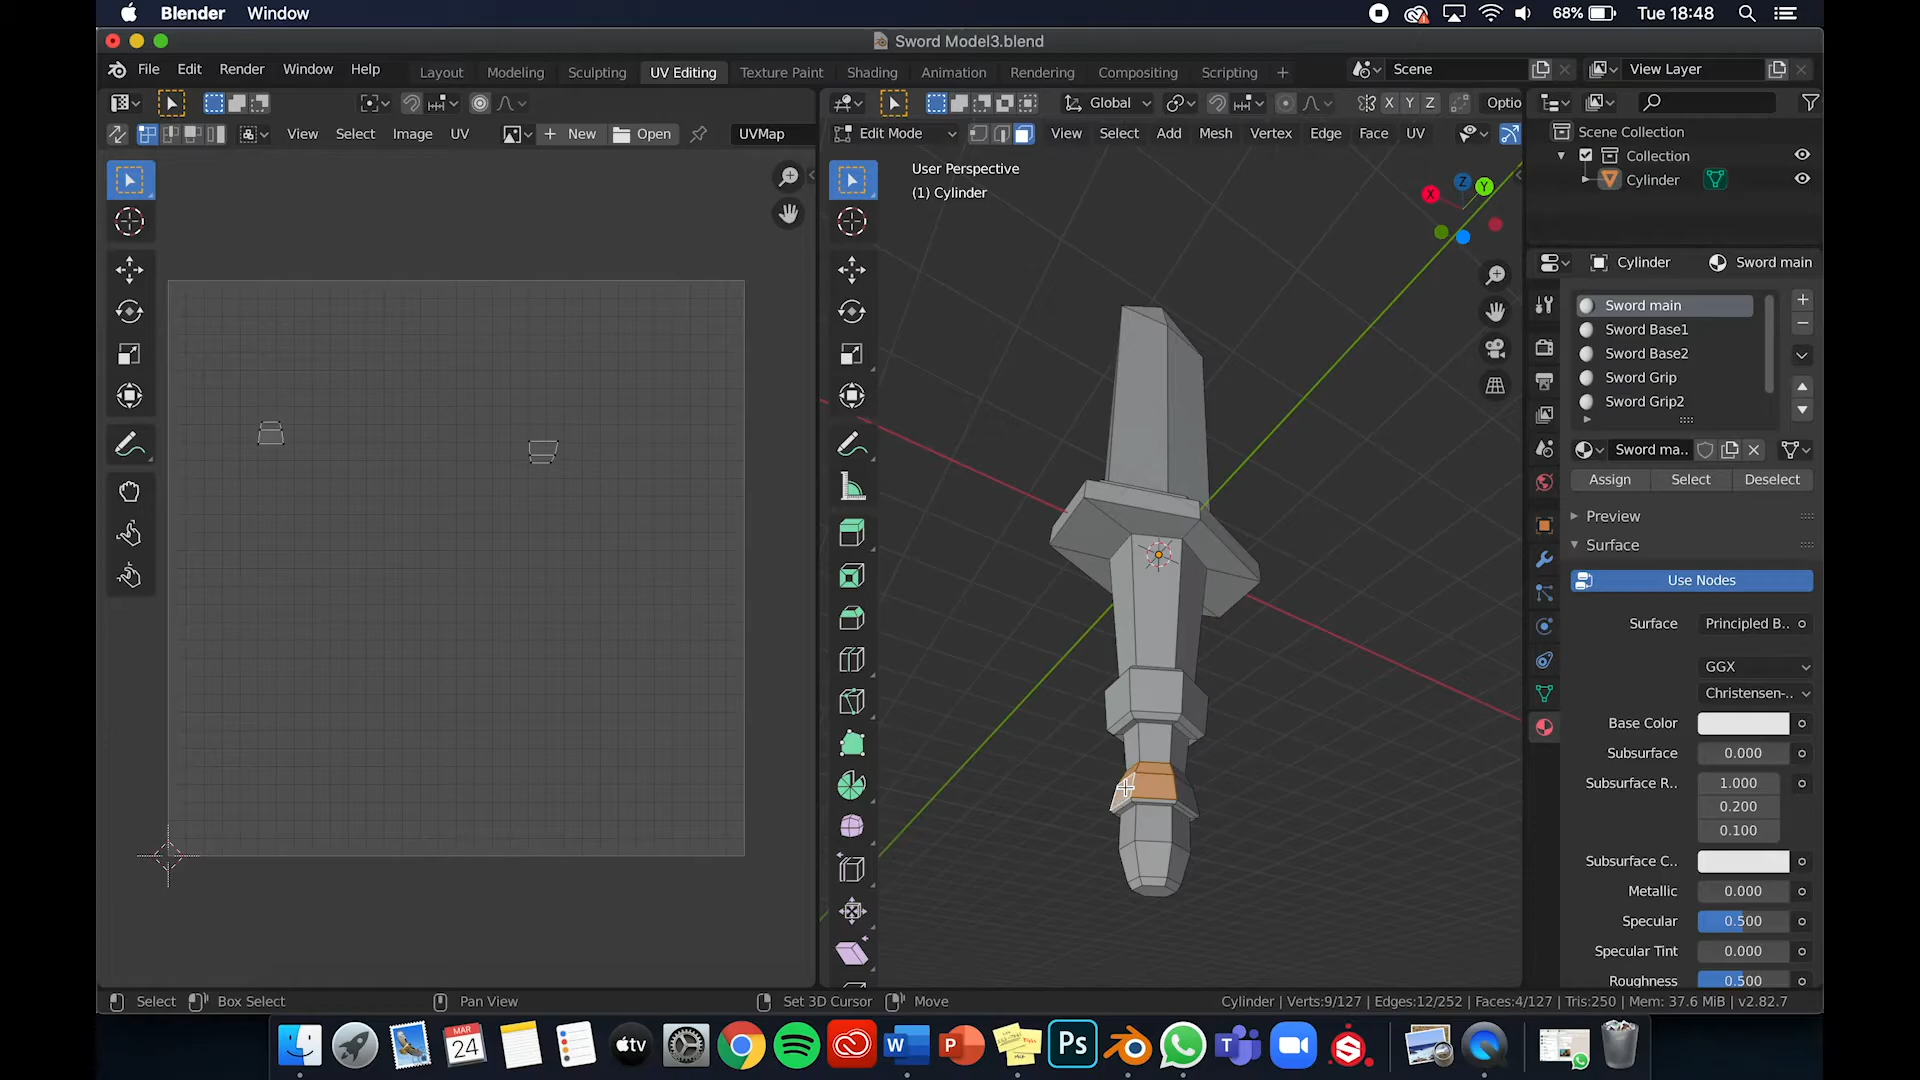 Blender Window 68% Tue 18:48
Sword Model3.blend
File Edit Render Window Help Layout Modeling Sculpting UV Editing Texture Paint Shading Animation Rendering Compositing Scripting + Scene View Layer
Global X Y Z Optio
View Select Image UV New Open UVMap Edit Mode View Select Add Mesh Vertex Edge Face UV
User Perspective
(1) Cylinder
X Z Y
Scene Collection
Collection
Cylinder
Cylinder Sword main
Sword main
Sword Base1
Sword Base2
Sword Grip
Sword Grip2
Sword ma..
Assign Select Deselect
Preview
Surface
Use Nodes
Surface Principled B..
GGX
Christensen-..
Base Color
Subsurface 0.000
Subsurface R.. 1.000
0.200
0.100
Subsurface C..
Metallic 0.000
Specular 0.500
Specular Tint 0.000
Roughness 0.500
Select Box Select Pan View Set 3D Cursor Move Cylinder | Verts:9/127 | Edges:12/252 | Faces:4/127 | Tris:250 | Mem: 37.6 MiB | v2.82.7
MAR
24
tv
W
P
Ps
T
S